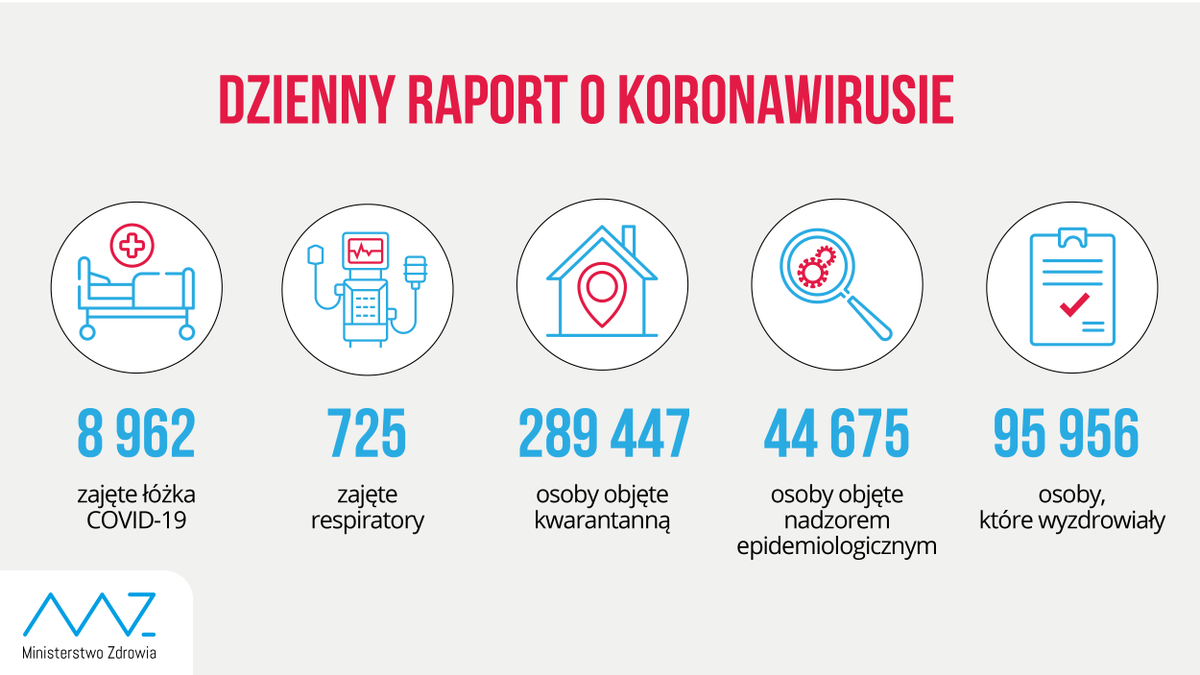 DZIENNY RAPORT O KORONAWIRUSIE
8 962
zajęte łóżka
COVID-19
725
zajęte
respiratory
289 447
osoby objęte
kwarantanną
44 675
osoby objęte
nadzorem
epidemiologicznym
95 956
osoby,
które wyzdrowiały
MZ
Ministerstwo Zdrowia